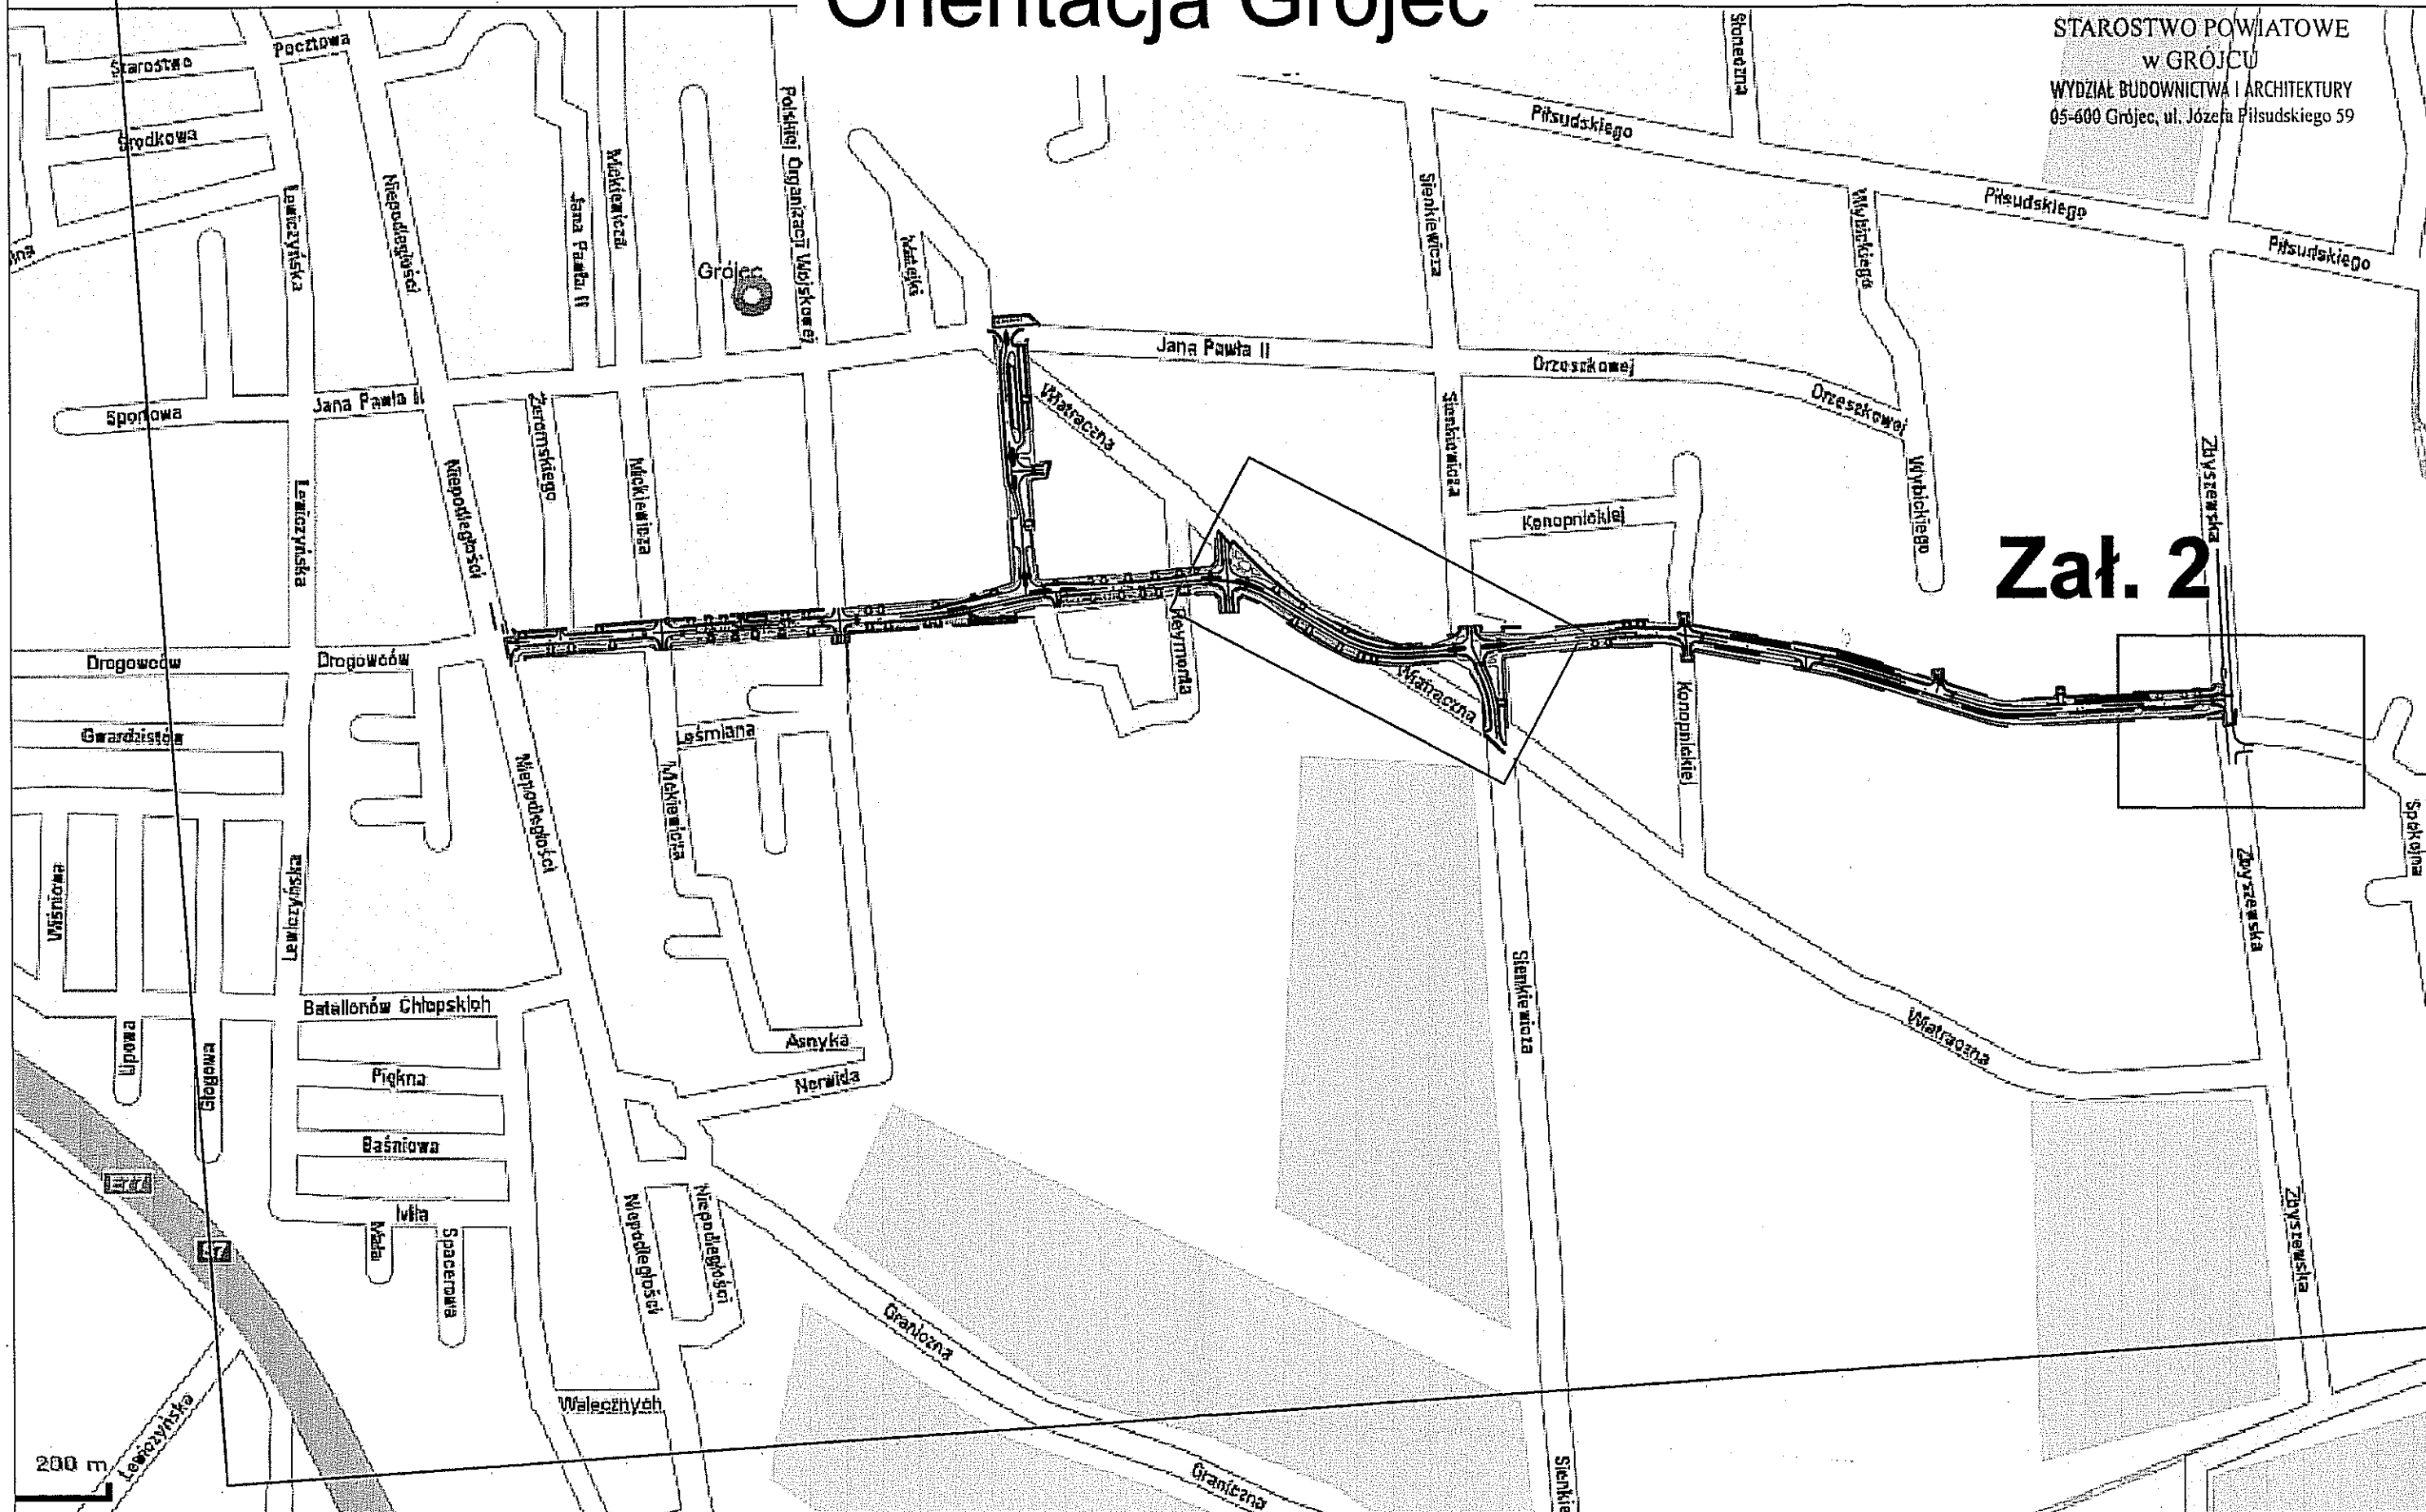 Orientacja Grójec
STAROSTWO POWIATOWE
w GRÓJCU
WYDZIAŁ BUDOWNICTWA I ARCHITEKTURY
05-600 Grójec, ul. Józefa Piłsudskiego 59
Pocztowa
Starostwo
Środkowa
Słoneczna
Piłsudskiego
Piłsudskiego
Piłsudskiego
Lewiczyńska
Niepodległości
Jana Pawła II
Mickiewicza
Polskiej Organizacji Wojskowej
Matejki
Sienkiewicza
Wybickiego
Grójec
Jana Pawła II
Orzeszkowej
Orzeszkowej
Sportowa
Jana Pawła II
Żeromskiego
Wiatraczna
Sienkiewicza
Zbyszewska
Lewiczyńska
Niepodległości
Mickiewicza
Konopnickiej
Wybickiego
Zał. 2
Drogowców
Drogowców
Reymonta
Wiatraczna
Konopnickiej
Gwardzistów
Leśmiana
Niepodległości
Mickiewicza
Spokojna
Wiśniowa
Lewiczyńska
Zbyszewska
Batalionów Chłopskich
Sienkiewicza
Lipowa
Głogowa
Asnyka
Wiatraczna
Piękna
Norwida
Baśniowa
E77
Miła
Mała
Spacerowa
Niepodległości
Niepodległości
Zbyszewska
Graniczna
Walecznych
Lewiczyńska
200 m
Graniczna
Sienkie